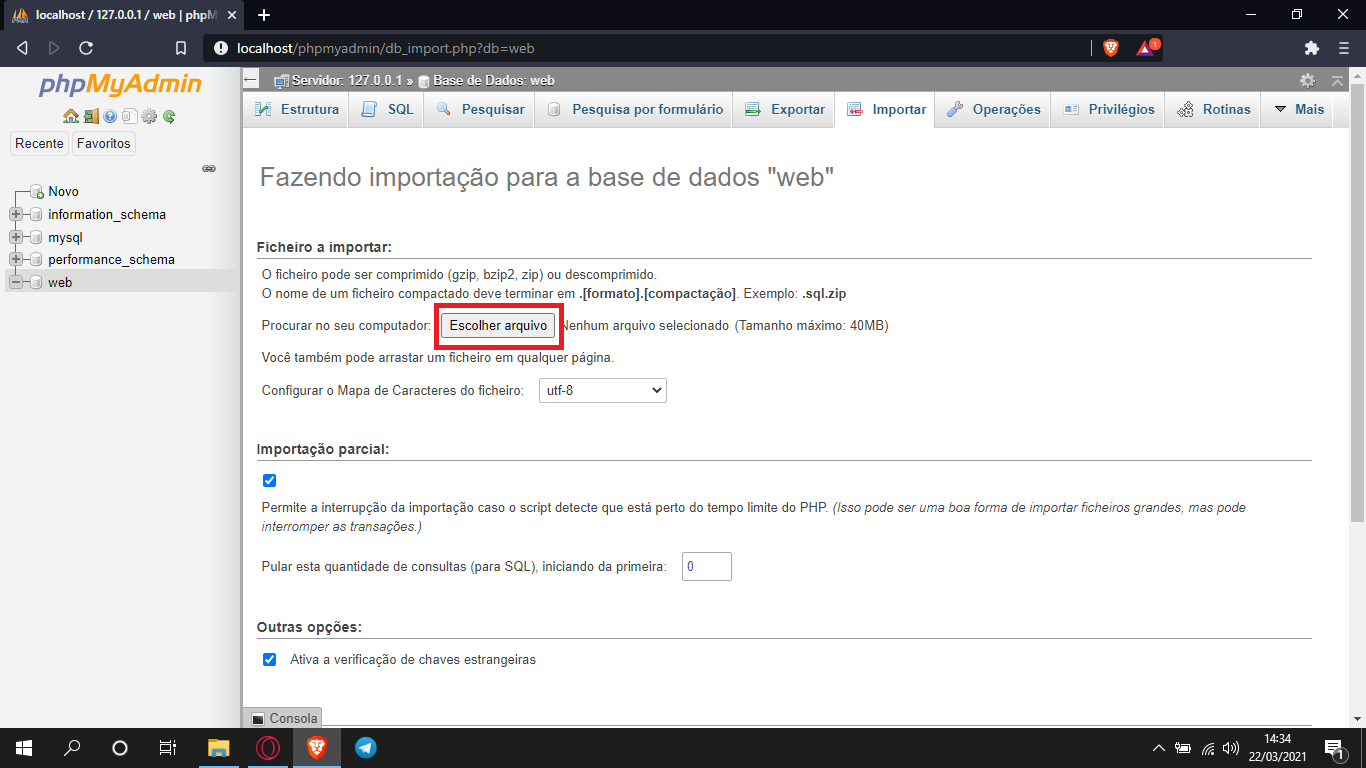 localhost / 127.0.0.1 / web | phpM
localhost/phpmyadmin/db_import.php?db=web
1
phpMyAdmin
Recente Favoritos
Novo
information_schema
mysql
performance_schema
web
Servidor: 127.0.0.1 » Base de Dados: web
Estrutura SQL Pesquisar Pesquisa por formulário Exportar Importar Operações Privilégios Rotinas Mais
Fazendo importação para a base de dados "web"
Ficheiro a importar:
O ficheiro pode ser comprimido (gzip, bzip2, zip) ou descomprimido.
O nome de um ficheiro compactado deve terminar em .[formato].[compactação]. Exemplo: .sql.zip
Procurar no seu computador: Escolher arquivo Nenhum arquivo selecionado (Tamanho máximo: 40MB)
Você também pode arrastar um ficheiro em qualquer página.
Configurar o Mapa de Caracteres do ficheiro: utf-8
Importação parcial:
Permite a interrupção da importação caso o script detecte que está perto do tempo limite do PHP. (Isso pode ser uma boa forma de importar ficheiros grandes, mas pode
interromper as transações.)
Pular esta quantidade de consultas (para SQL), iniciando da primeira: 0
Outras opções:
Ativa a verificação de chaves estrangeiras
Consola
14:34
22/03/2021
1